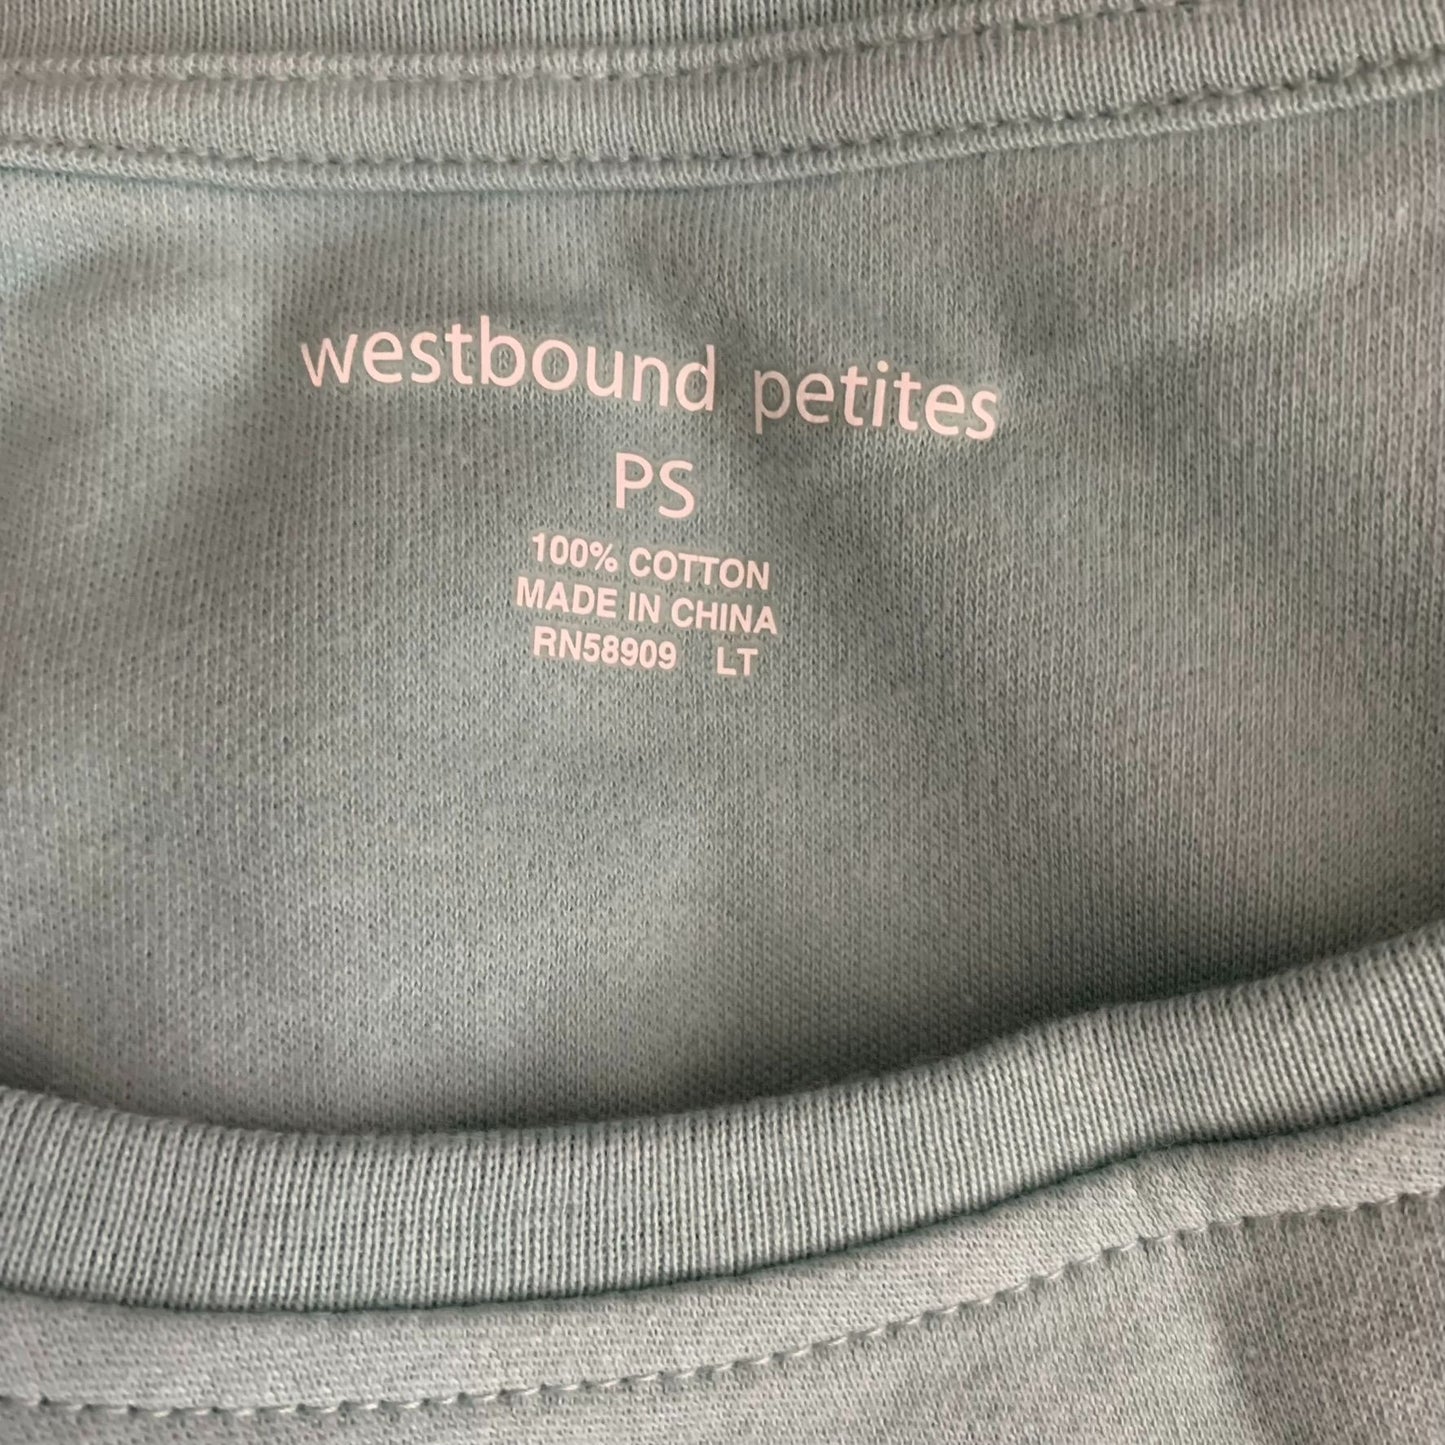 westbound petites
PS
100% COTTON
MADE IN CHINA
RN58909 LT